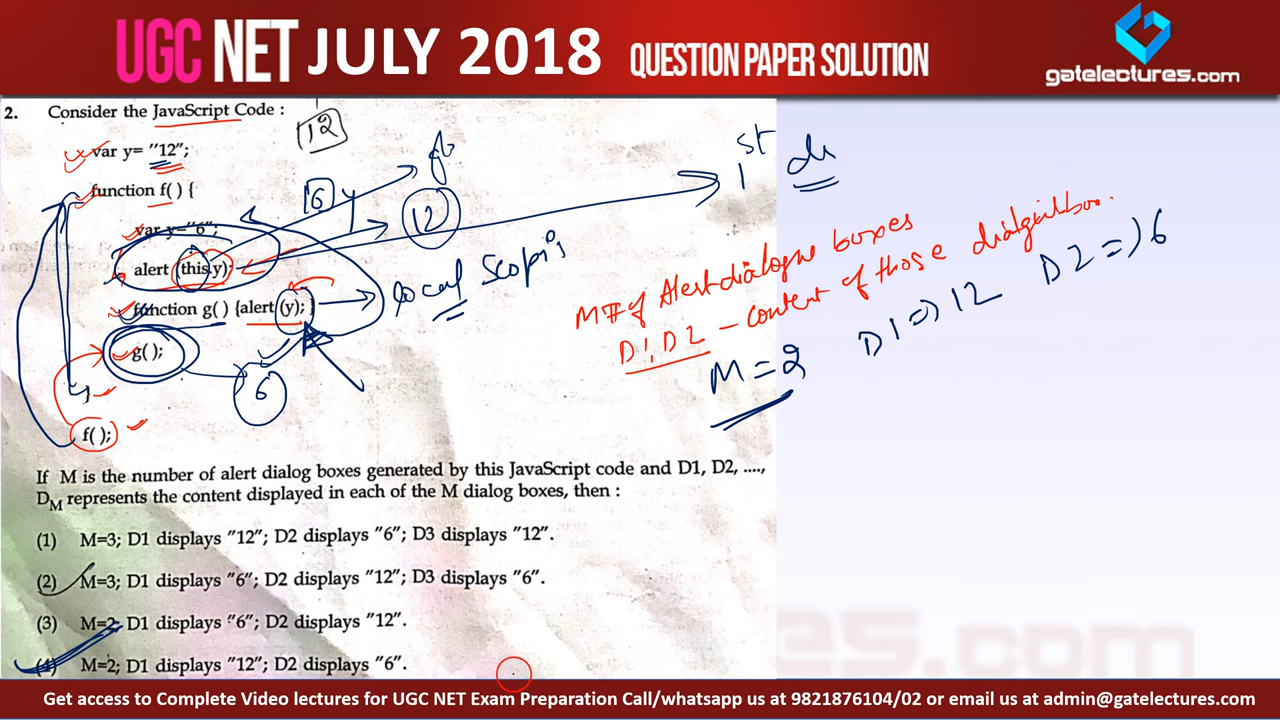 UGC NET JULY 2018 QUESTION PAPER SOLUTION
gatelectures.com
2. Consider the JavaScript Code :
12
var y= "12";
function f( ) {
6 y
12
1st
var y="6";
alert (this.y);
function g( ) {alert (y); }
local Scope
g();
6
}
f( );
M # of Alert dialogue boxes
D1, D2 – content of those
M = 2
D1 => 12 D2 => 6
If M is the number of alert dialog boxes generated by this JavaScript code and D1, D2, ....,
DM represents the content displayed in each of the M dialog boxes, then :
(1) M=3; D1 displays "12"; D2 displays "6"; D3 displays "12".
(2) M=3; D1 displays "6"; D2 displays "12"; D3 displays "6".
(3) M=2; D1 displays "6"; D2 displays "12".
(4) M=2; D1 displays "12"; D2 displays "6".
Get access to Complete Video lectures for UGC NET Exam Preparation Call/whatsapp us at 9821876104/02 or email us at admin@gatelectures.com